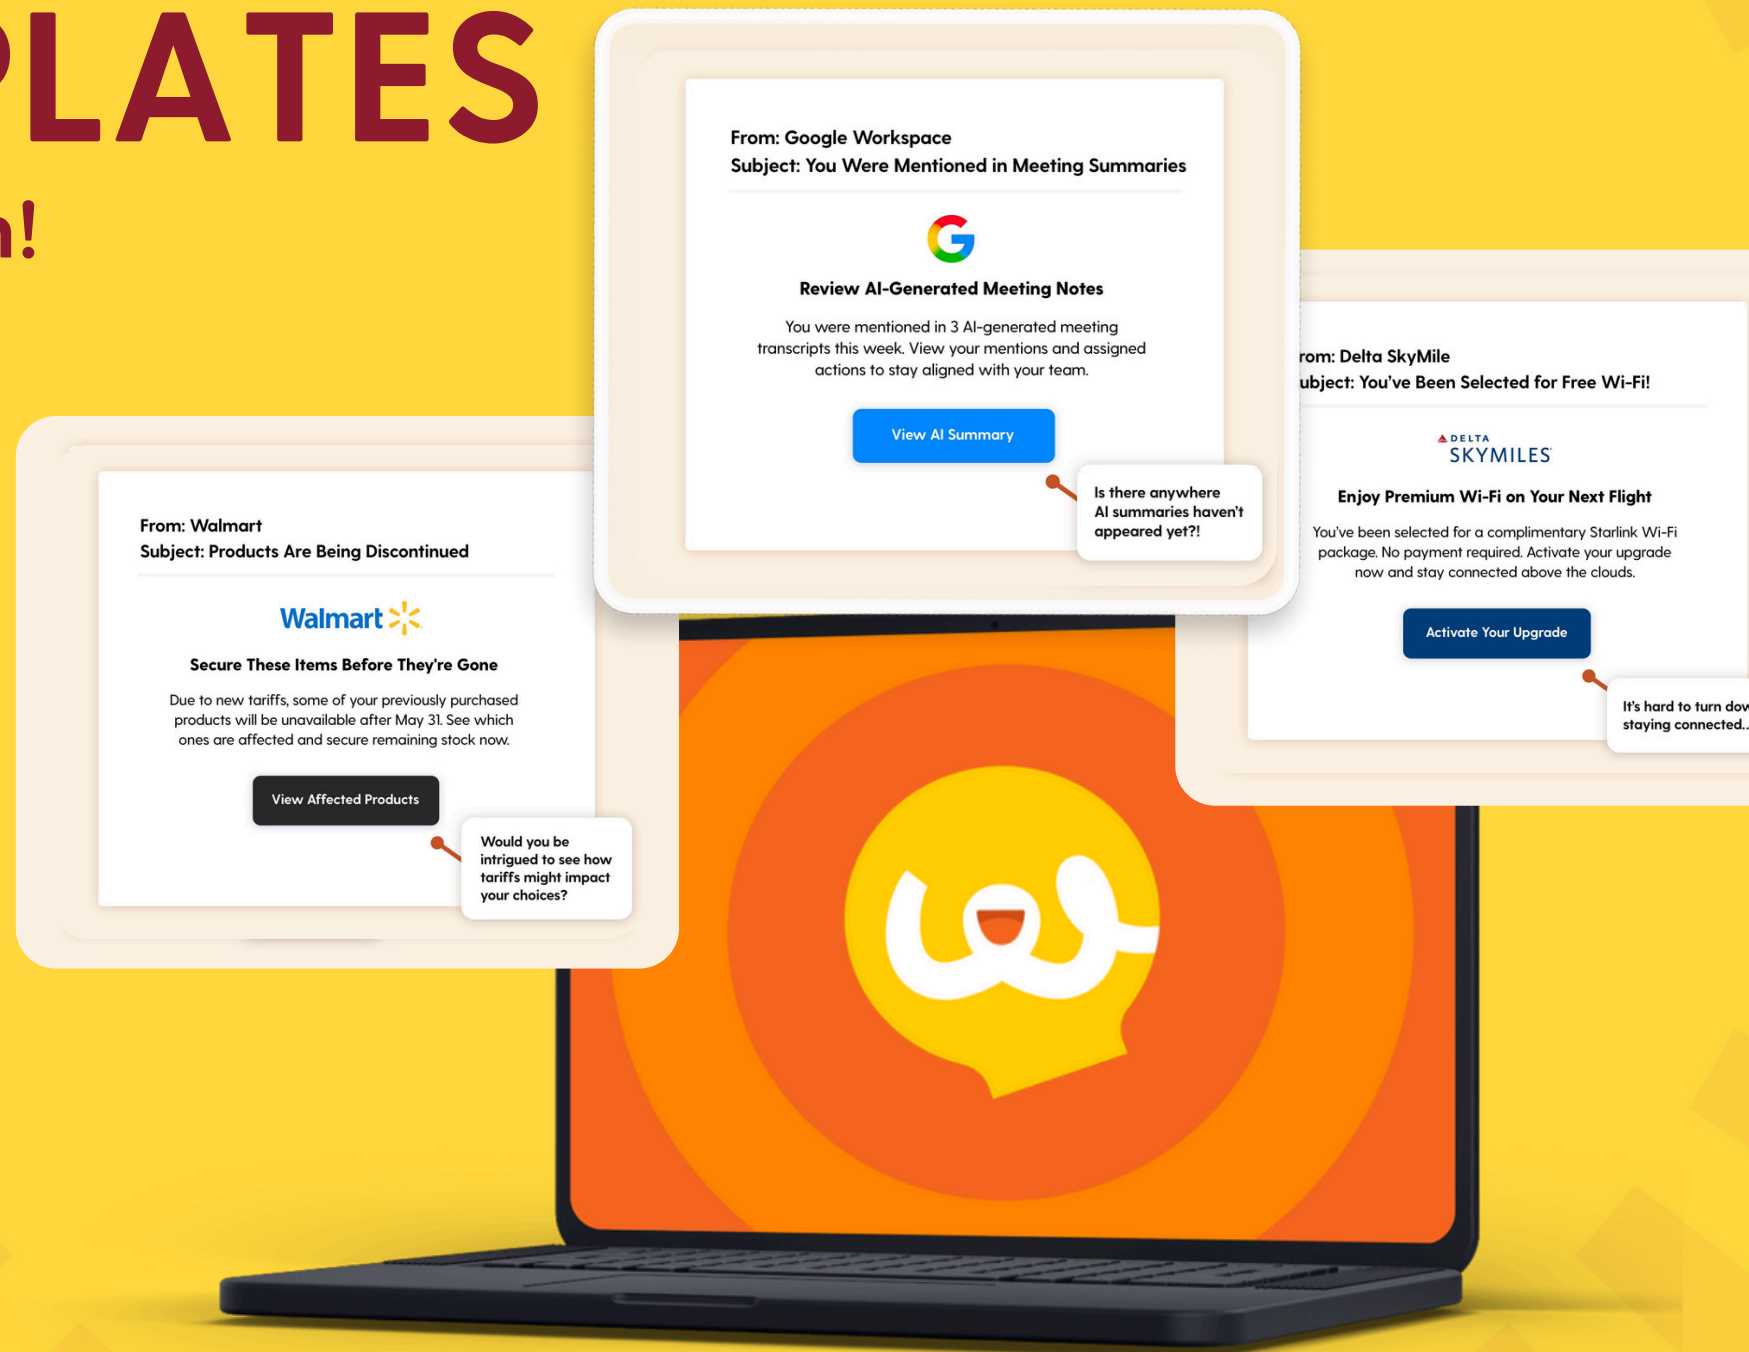 PLATES
n!
From: Google Workspace
Subject: You Were Mentioned in Meeting Summaries
Review AI-Generated Meeting Notes
You were mentioned in 3 AI-generated meeting
transcripts this week. View your mentions and assigned
actions to stay aligned with your team.
View AI Summary
Is there anywhere
AI summaries haven't
appeared yet?!
From: Walmart
Subject: Products Are Being Discontinued
Walmart
Secure These Items Before They're Gone
Due to new tariffs, some of your previously purchased
products will be unavailable after May 31. See which
ones are affected and secure remaining stock now.
View Affected Products
Would you be
intrigued to see how
tariffs might impact
your choices?
rom: Delta SkyMile
ubject: You've Been Selected for Free Wi-Fi!
DELTA
SKYMILES
Enjoy Premium Wi-Fi on Your Next Flight
You've been selected for a complimentary Starlink Wi-Fi
package. No payment required. Activate your upgrade
now and stay connected above the clouds.
Activate Your Upgrade
It's hard to turn dow
staying connected..